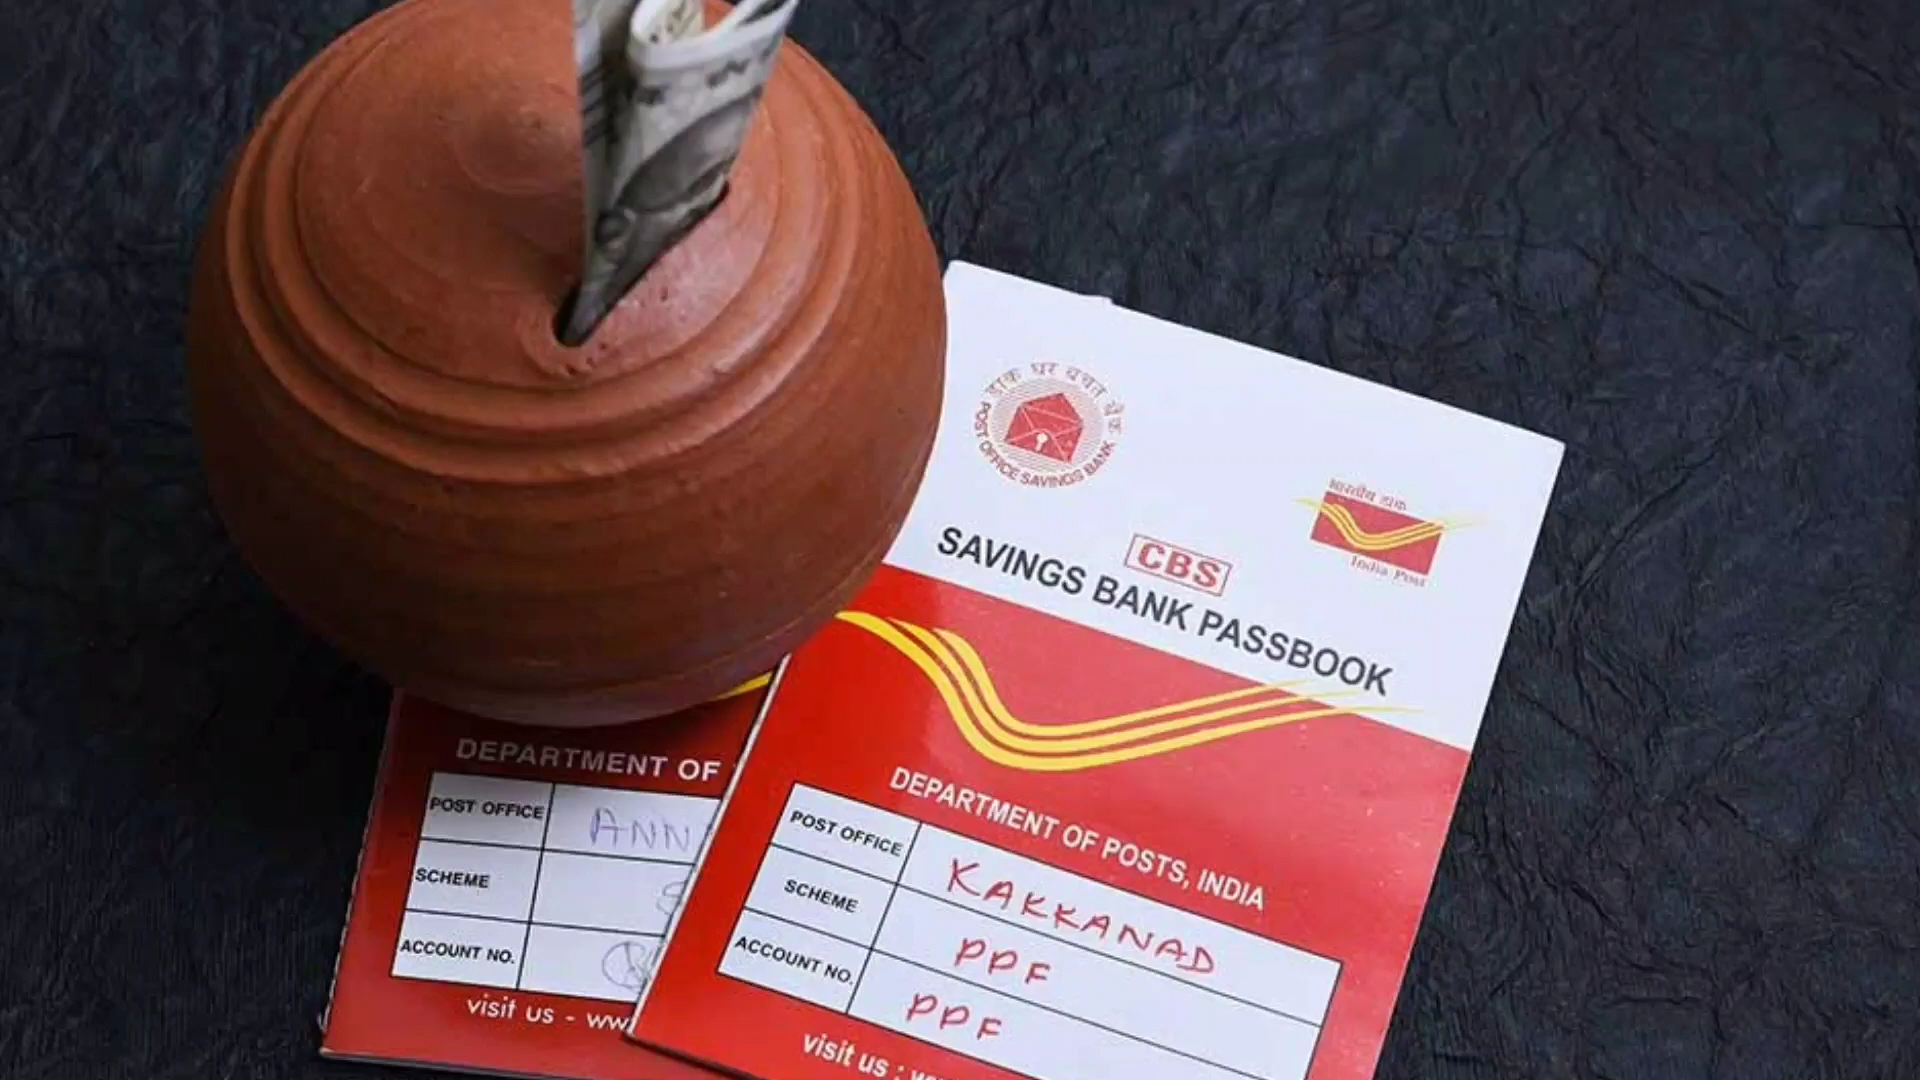 डाक घर बचत बैंक
POST OFFICE SAVINGS BANK
भारतीय डाक
India Post
CBS
SAVINGS BANK PASSBOOK
DEPARTMENT OF POSTS, INDIA
POST OFFICE KAKKANAD
SCHEME PPF
ACCOUNT NO. PPF
visit us :
DEPARTMENT OF
POST OFFICE
SCHEME
ACCOUNT NO.
visit us -